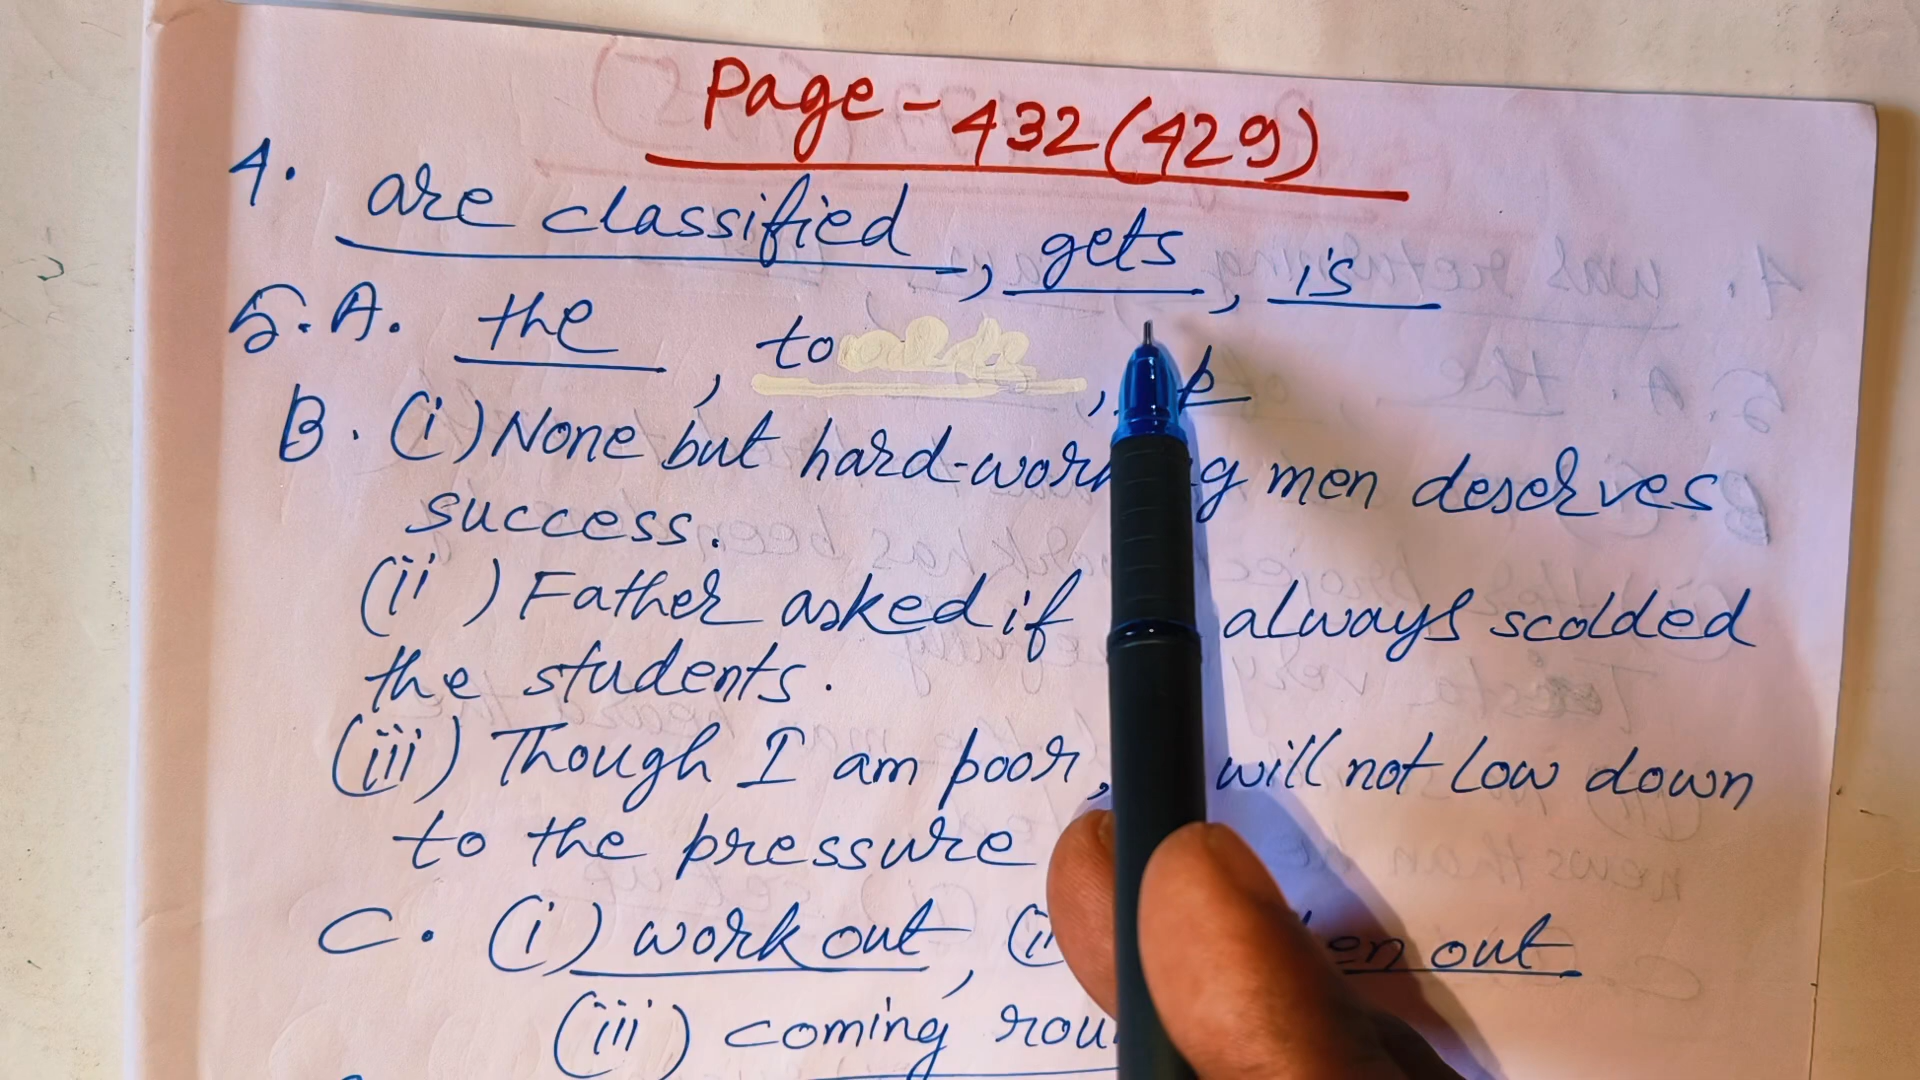 Page - 432 (429)
4. are classified, gets, is
5. A. the, to,
B. (i) None but hard-working men deserves
success.
(ii) Father asked if always scolded
the students.
(iii) Though I am poor, will not low down
to the pressure
C. (i) work out, out
(iii) coming